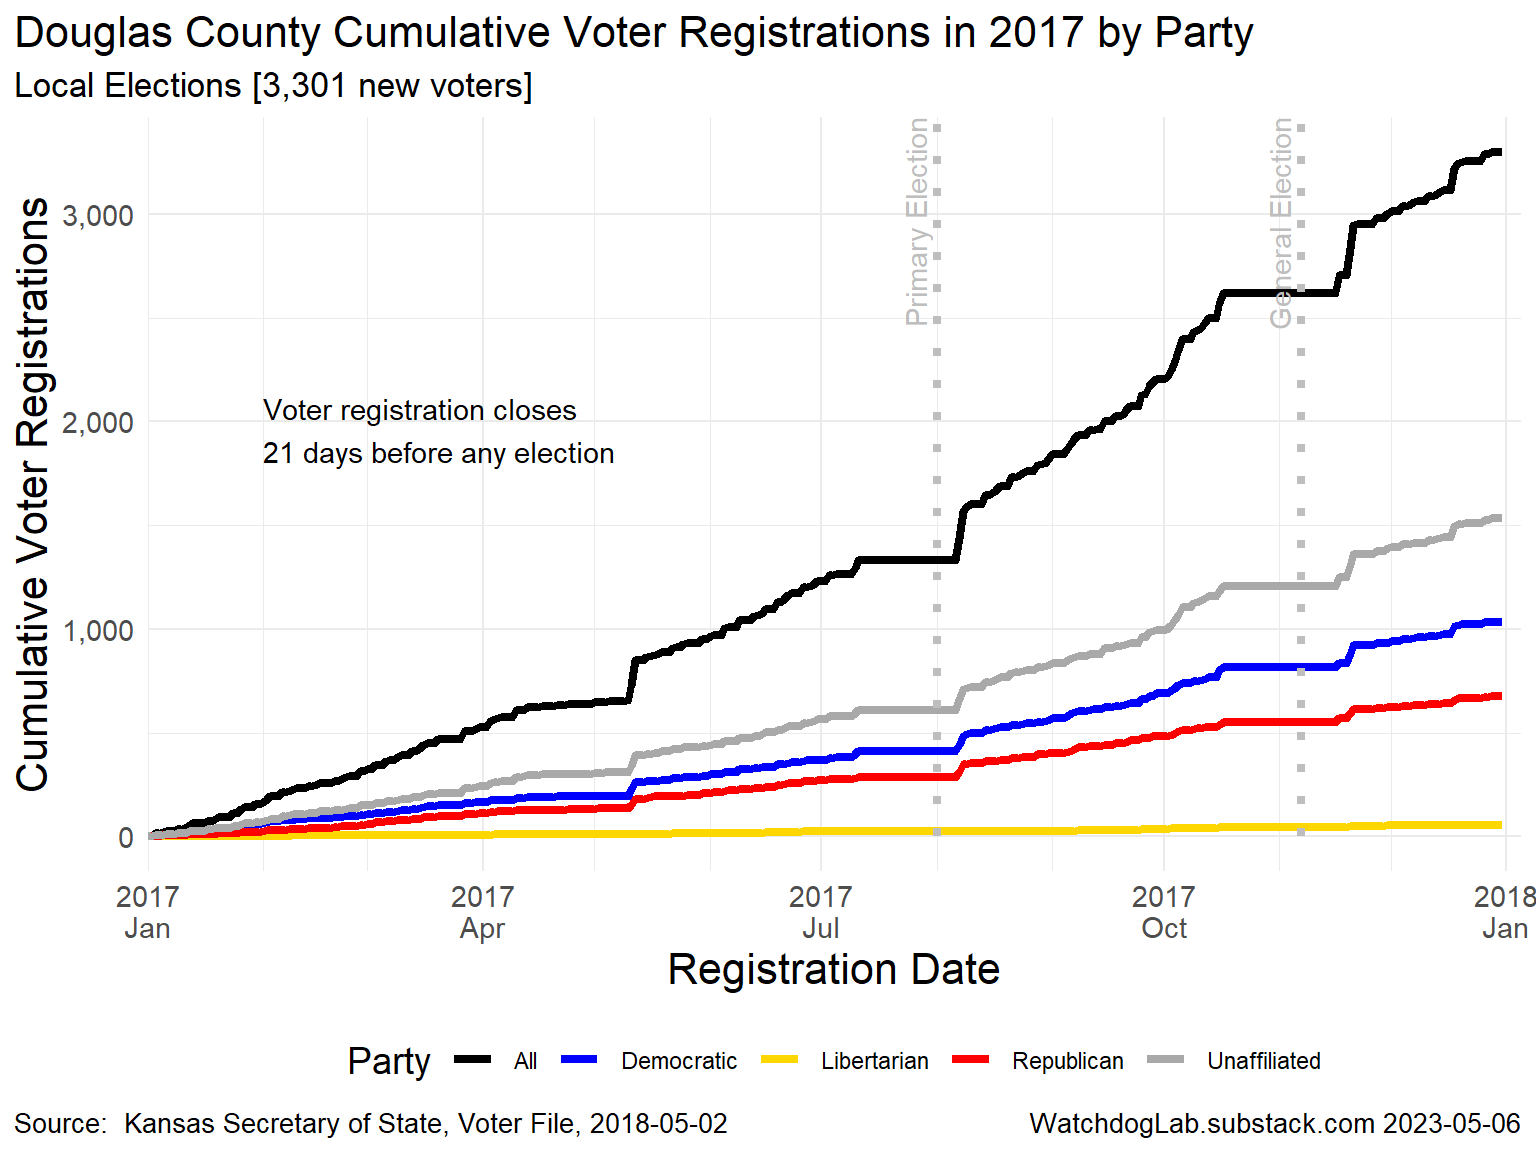 Douglas County Cumulative Voter Registrations in 2017 by Party
Local Elections [3,301 new voters]
Cumulative Voter Registrations
3,000
2,000
1,000
0
Primary Election
General Election
Voter registration closes
21 days before any election
2017
Jan
2017
Apr
2017
Jul
2017
Oct
2018
Jan
Registration Date
Party
All
Democratic
Libertarian
Republican
Unaffiliated
Source:  Kansas Secretary of State, Voter File, 2018-05-02
WatchdogLab.substack.com 2023-05-06